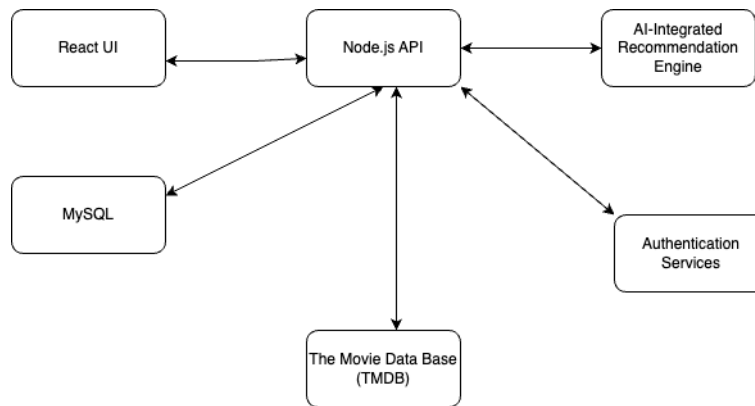 React UI
Node.js API
AI-Integrated
Recommendation
Engine
MySQL
Authentication
Services
The Movie Data Base
(TMDB)